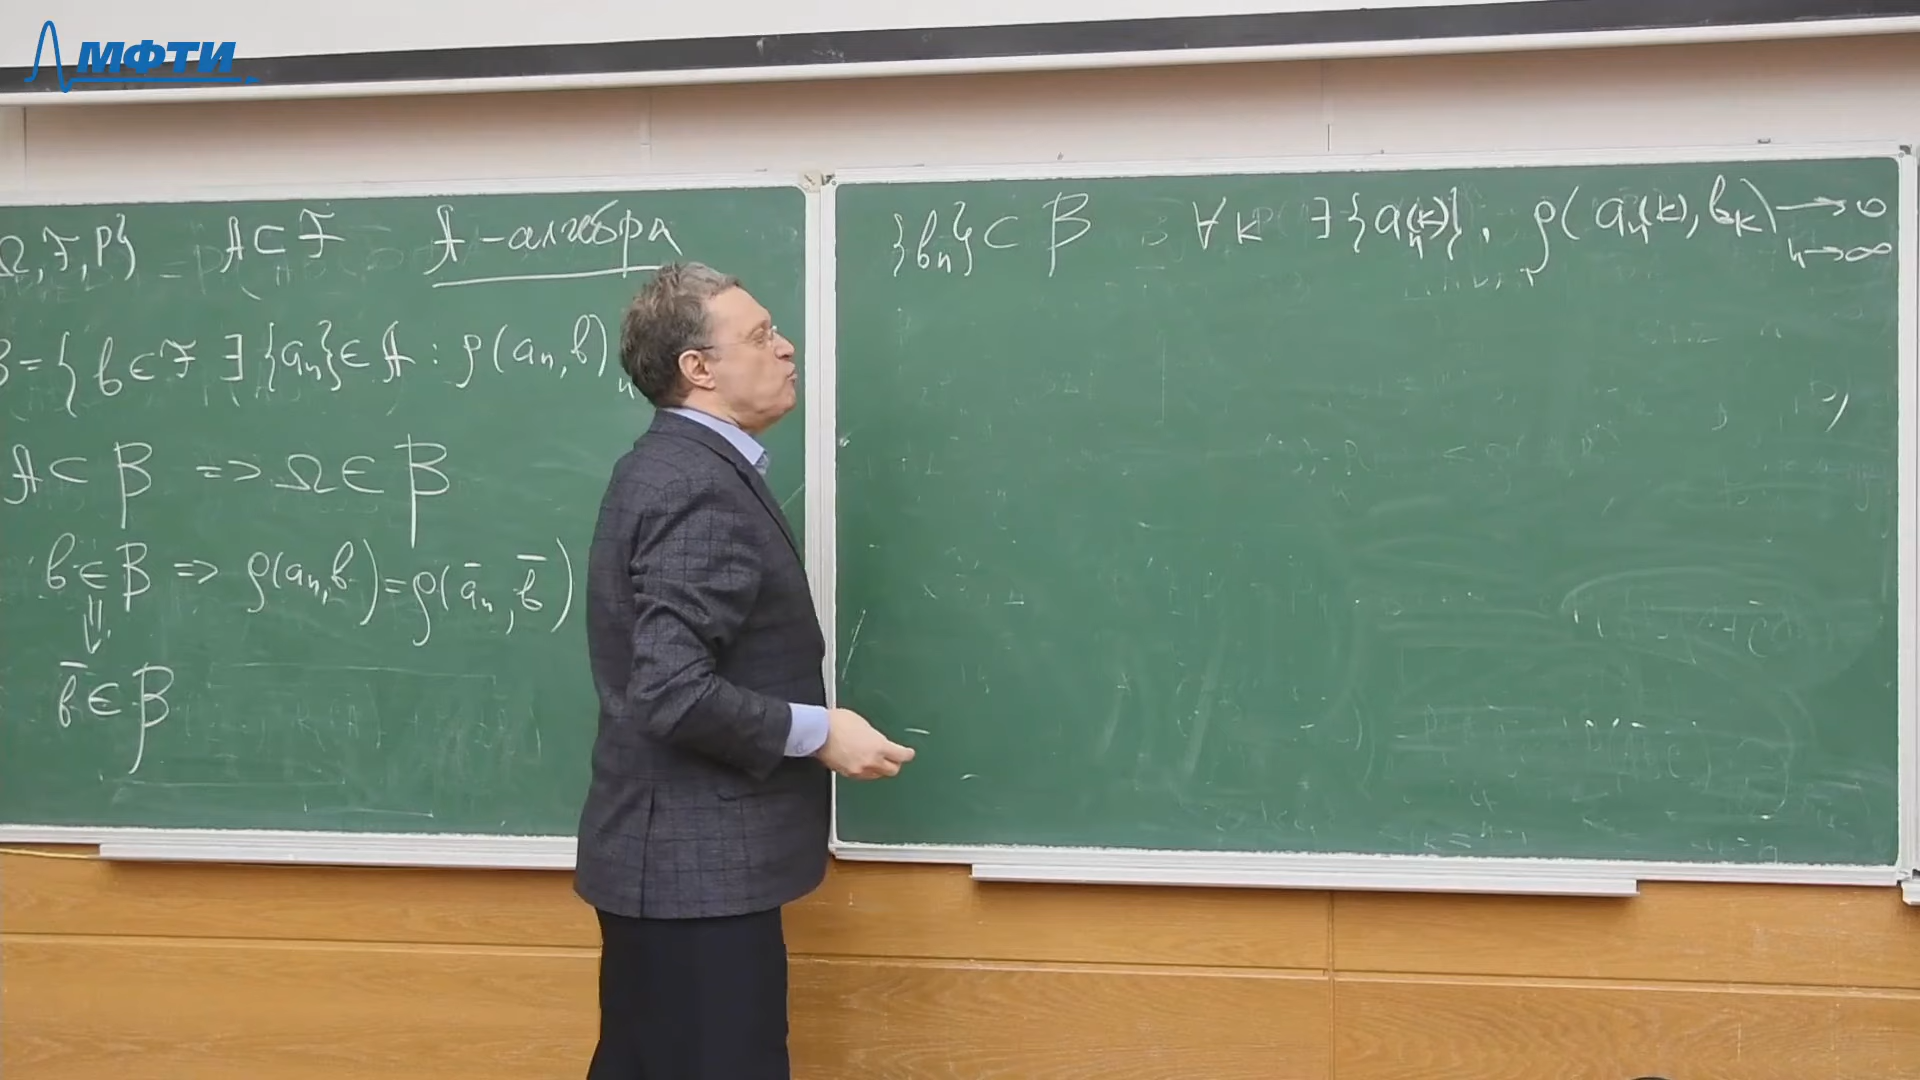 МФТИ
Ω, F, P} A ⊂ F A – алгебра
B = { b ∈ F ∃ {aₙ} ∈ A : ρ(aₙ, b) n
A ⊂ B => Ω ∈ B
b ∈ B => ρ(aₙ, b) = ρ(āₙ, b̄)
⇓
b̄ ∈ B
{bₙ} ⊂ B ∀k ∃ {aₙ(k)}, ρ(aₙ(k), bₖ) → 0
n→∞